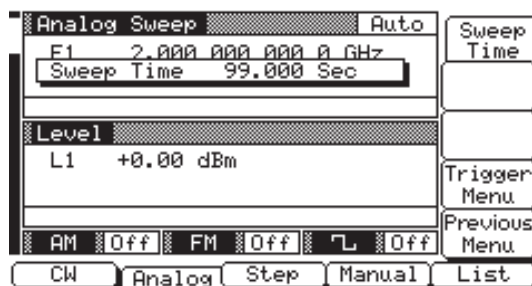 Analog Sweep Auto
F1 2.000 000 000 0 GHz
Sweep Time 99.000 Sec
Level
L1 +0.00 dBm
AM Off FM Off Off
CW Analog Step Manual List
Sweep
Time
Trigger
Menu
Previous
Menu